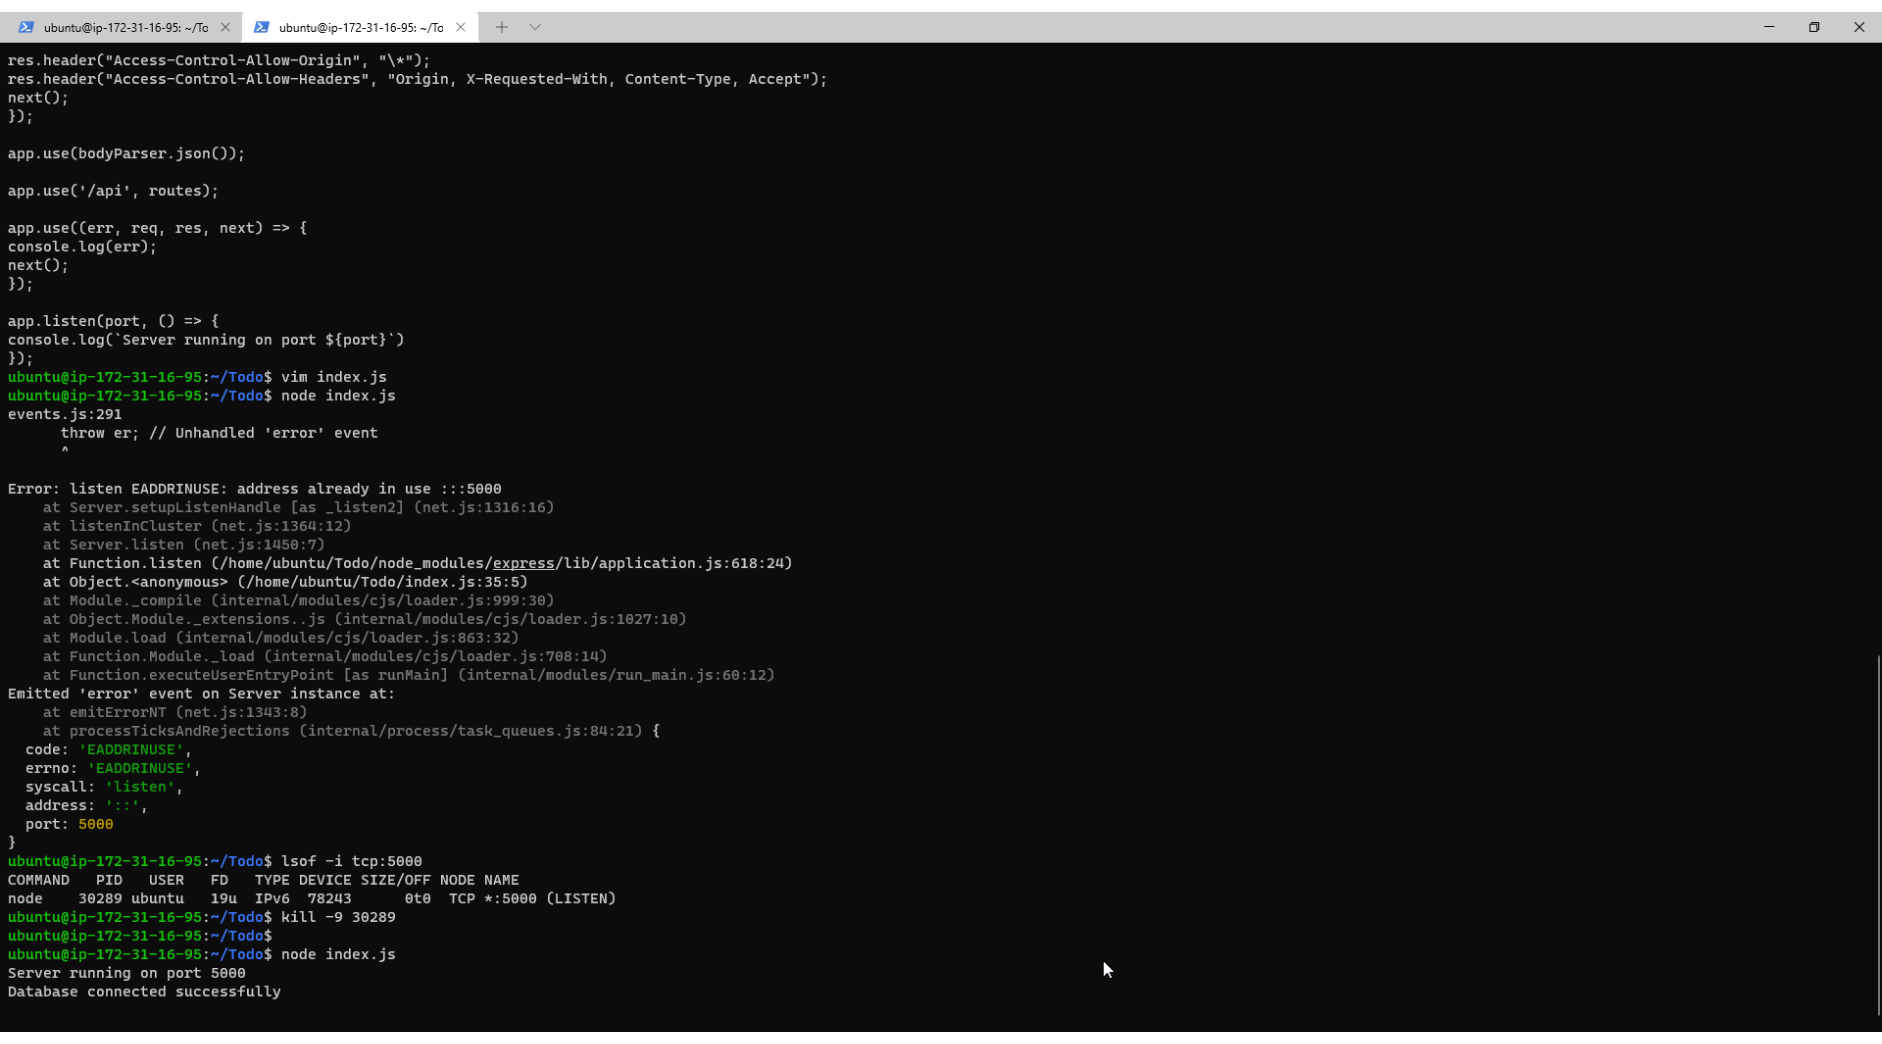 ubuntu@ip-172-31-16-95: ~/To
ubuntu@ip-172-31-16-95: ~/To
res.header("Access-Control-Allow-Origin", "\*");
res.header("Access-Control-Allow-Headers", "Origin, X-Requested-With, Content-Type, Accept");
next();
});
app.use(bodyParser.json());
app.use('/api', routes);
app.use((err, req, res, next) => {
console.log(err);
next();
});
app.listen(port, () => {
console.log(`Server running on port ${port}`)
});
ubuntu@ip-172-31-16-95:~/Todo$ vim index.js
ubuntu@ip-172-31-16-95:~/Todo$ node index.js
events.js:291
      throw er; // Unhandled 'error' event
      ^
Error: listen EADDRINUSE: address already in use :::5000
    at Server.setupListenHandle [as _listen2] (net.js:1316:16)
    at listenInCluster (net.js:1364:12)
    at Server.listen (net.js:1450:7)
    at Function.listen (/home/ubuntu/Todo/node_modules/express/lib/application.js:618:24)
    at Object.<anonymous> (/home/ubuntu/Todo/index.js:35:5)
    at Module._compile (internal/modules/cjs/loader.js:999:30)
    at Object.Module._extensions..js (internal/modules/cjs/loader.js:1027:10)
    at Module.load (internal/modules/cjs/loader.js:863:32)
    at Function.Module._load (internal/modules/cjs/loader.js:708:14)
    at Function.executeUserEntryPoint [as runMain] (internal/modules/run_main.js:60:12)
Emitted 'error' event on Server instance at:
    at emitErrorNT (net.js:1343:8)
    at processTicksAndRejections (internal/process/task_queues.js:84:21) {
  code: 'EADDRINUSE',
  errno: 'EADDRINUSE',
  syscall: 'listen',
  address: '::',
  port: 5000
}
ubuntu@ip-172-31-16-95:~/Todo$ lsof -i tcp:5000
COMMAND   PID   USER   FD   TYPE DEVICE SIZE/OFF NODE NAME
node    30289 ubuntu   19u  IPv6  78243      0t0  TCP *:5000 (LISTEN)
ubuntu@ip-172-31-16-95:~/Todo$ kill -9 30289
ubuntu@ip-172-31-16-95:~/Todo$
ubuntu@ip-172-31-16-95:~/Todo$ node index.js
Server running on port 5000
Database connected successfully